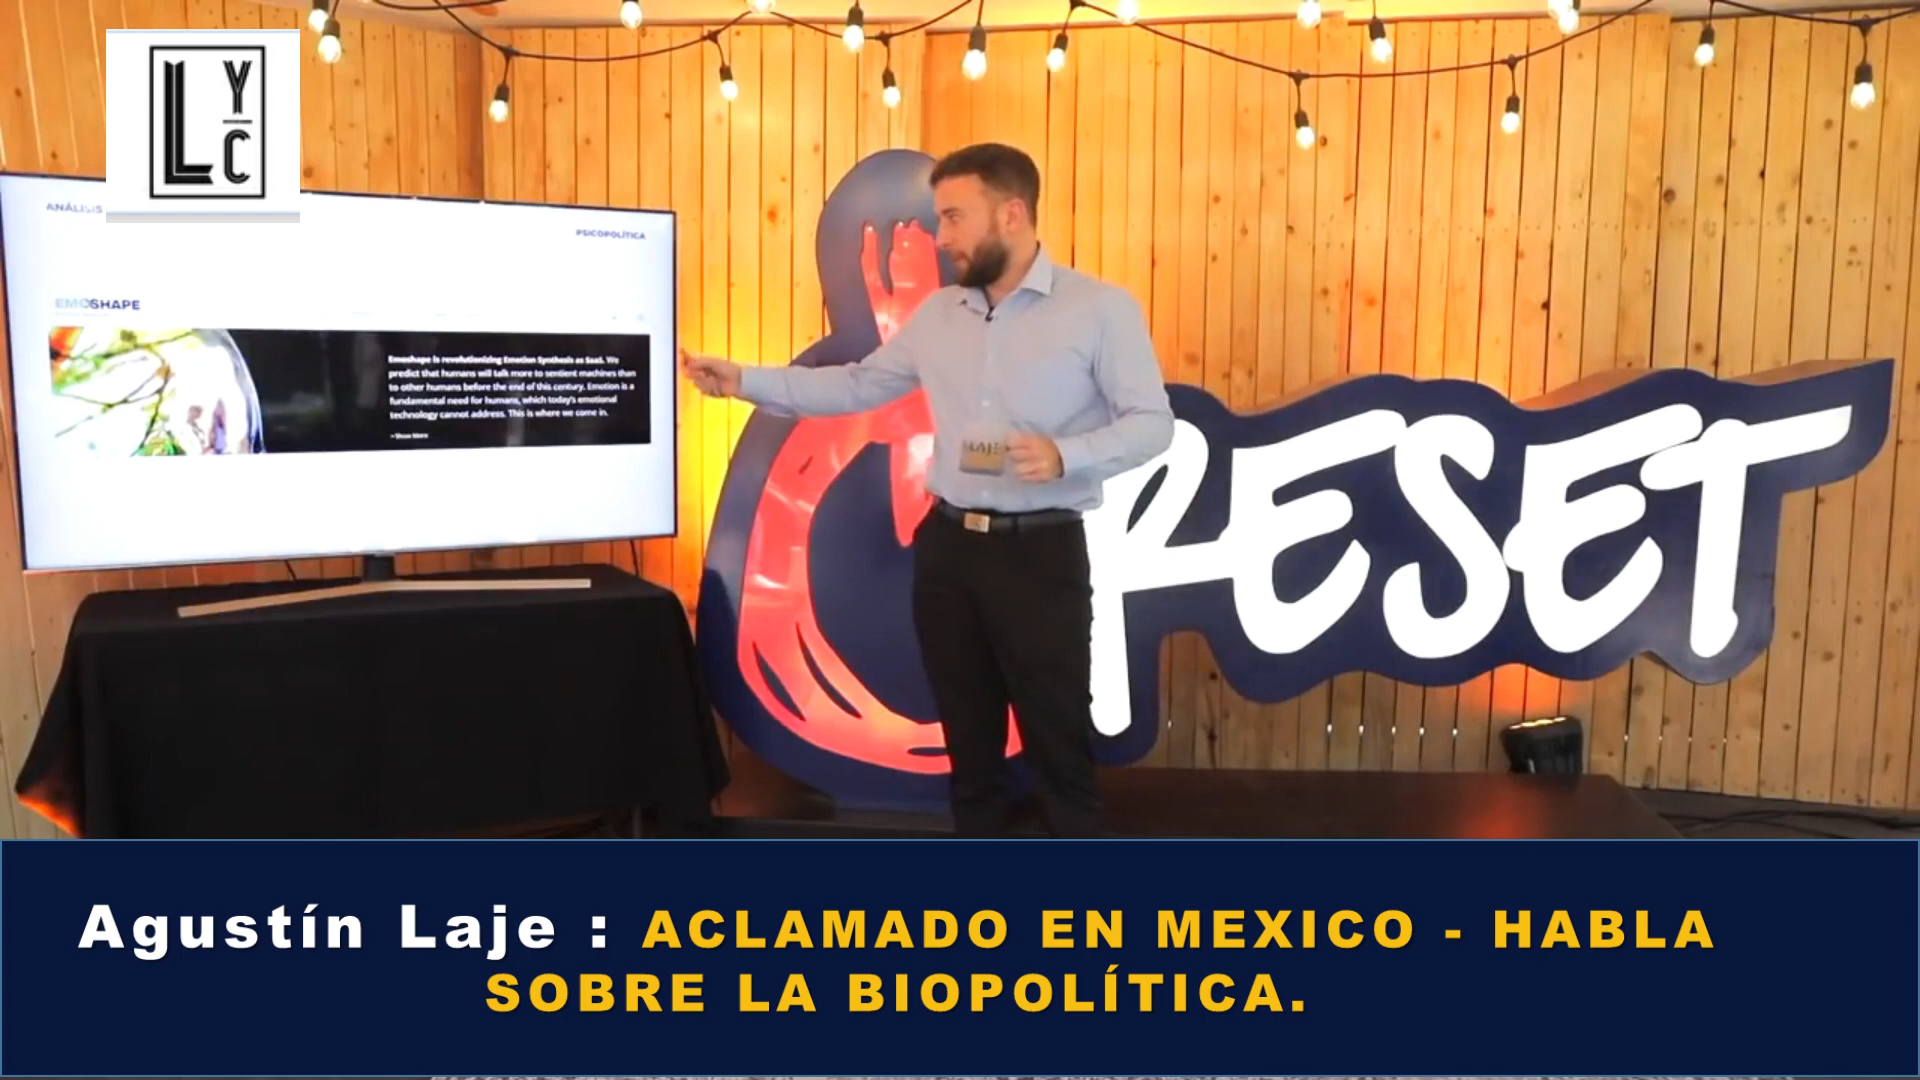 L
Y
C
ANÁLISIS
PSICOPOLÍTICA
EMOSHAPE
Emoshape is revolutionizing Emotion Synthesis as SaaS. We
predict that humans will talk more to sentient machines than
to other humans before the end of this century. Emotion is a
fundamental need for humans, which today's emotional
technology cannot address. This is where we come in.
Show More
LAJE
RESET
Agustín Laje : ACLAMADO EN MEXICO - HABLA
SOBRE LA BIOPOLÍTICA.